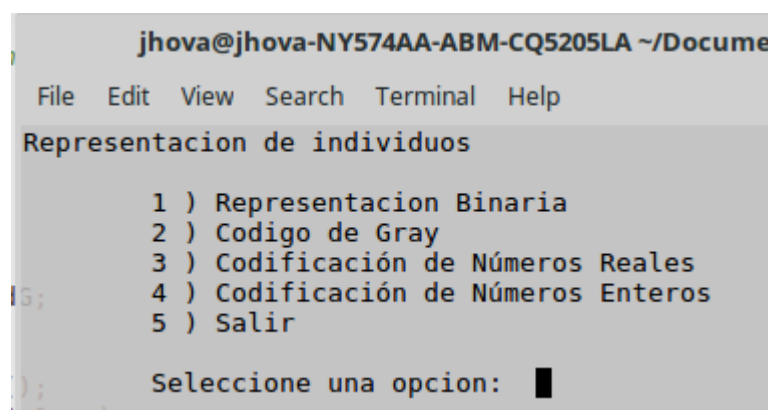 jhova@jhova-NY574AA-ABM-CQ5205LA ~/Docume
File Edit View Search Terminal Help
Representacion de individuos
1 ) Representacion Binaria
2 ) Codigo de Gray
3 ) Codificación de Números Reales
4 ) Codificación de Números Enteros
G;
5 ) Salir
);
Seleccione una opcion: